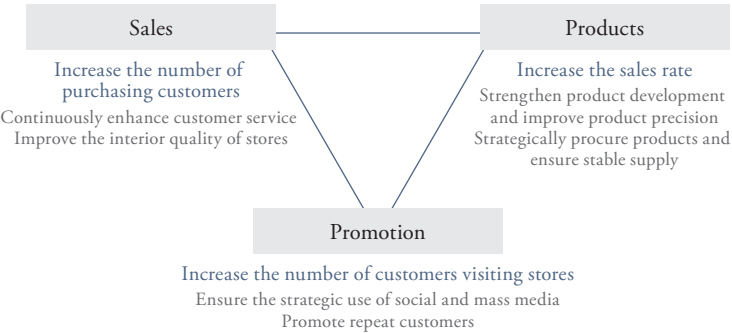 Sales
Increase the number of
purchasing customers
Continuously enhance customer service
Improve the interior quality of stores
Products
Increase the sales rate
Strengthen product development
and improve product precision
Strategically procure products and
ensure stable supply
Promotion
Increase the number of customers visiting stores
Ensure the strategic use of social and mass media
Promote repeat customers